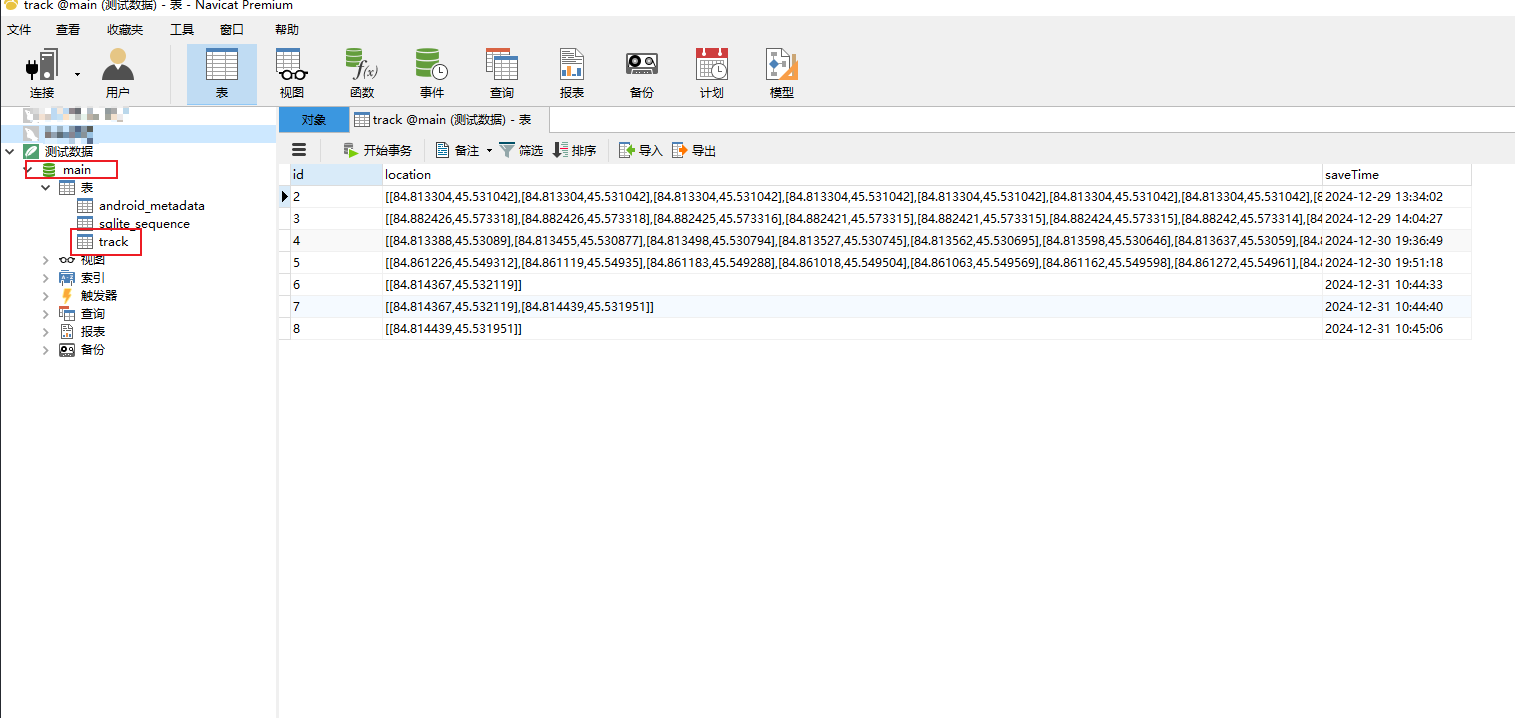 track @main (测试数据) - 表 - Navicat Premium
文件 查看 收藏夹 工具 窗口 帮助
连接 用户 表 视图 函数 事件 查询 报表 备份 计划 模型
f(x)
对象 track @main (测试数据) - 表
开始事务 备注 筛选 排序 导入 导出
测试数据
main
表
android_metadata
sqlite_sequence
track
视图
索引
触发器
查询
报表
备份
id location saveTime
2 [[84.813304,45.531042],[84.813304,45.531042],[84.813304,45.531042],[84.813304,45.531042],[84.813304,45.531042],[84.813304,45.531042],[84.813304,45.531042],[8 2024-12-29 13:34:02
3 [[84.882426,45.573318],[84.882426,45.573318],[84.882425,45.573316],[84.882421,45.573315],[84.882421,45.573315],[84.882424,45.573315],[84.88242,45.573314],[84 2024-12-29 14:04:27
4 [[84.813388,45.53089],[84.813455,45.530877],[84.813498,45.530794],[84.813527,45.530745],[84.813562,45.530695],[84.813598,45.530646],[84.813637,45.53059],[84.8 2024-12-30 19:36:49
5 [[84.861226,45.549312],[84.861119,45.54935],[84.861183,45.549288],[84.861018,45.549504],[84.861063,45.549569],[84.861162,45.549598],[84.861272,45.54961],[84. 2024-12-30 19:51:18
6 [[84.814367,45.532119]] 2024-12-31 10:44:33
7 [[84.814367,45.532119],[84.814439,45.531951]] 2024-12-31 10:44:40
8 [[84.814439,45.531951]] 2024-12-31 10:45:06